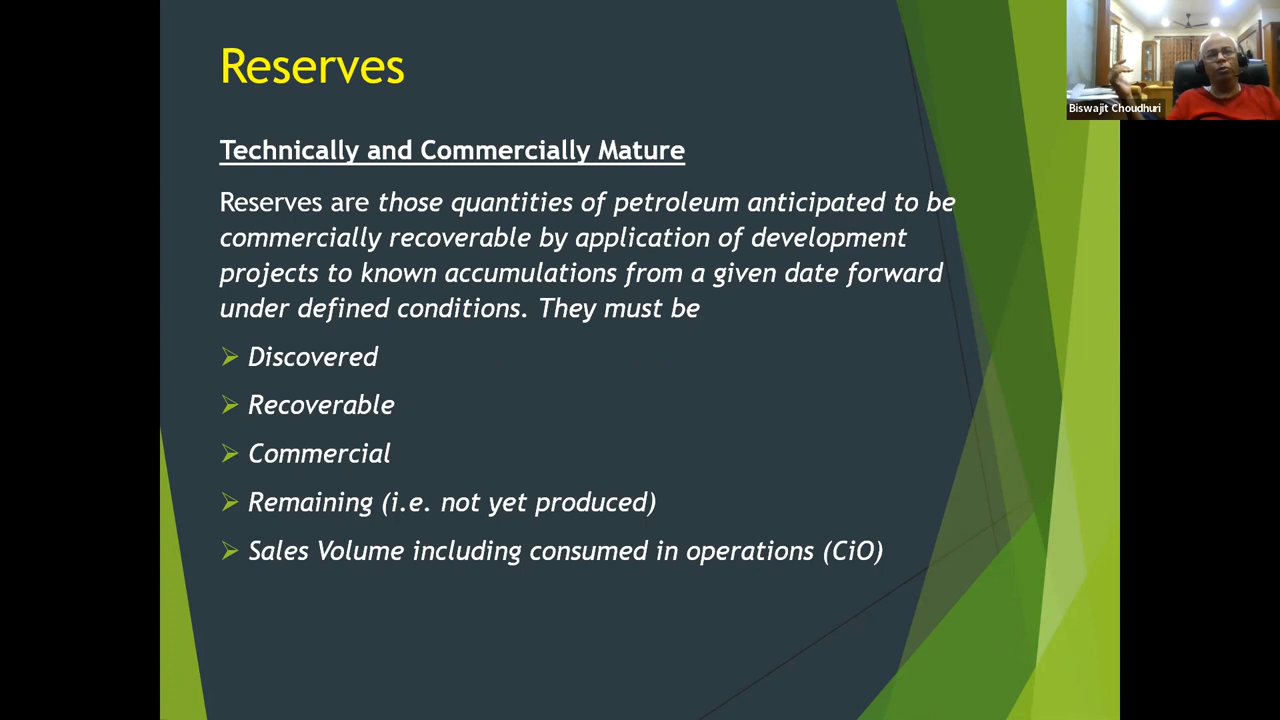 Reserves
Biswajit Choudhuri
Technically and Commercially Mature
Reserves are those quantities of petroleum anticipated to be
commercially recoverable by application of development
projects to known accumulations from a given date forward
under defined conditions. They must be
Discovered
Recoverable
Commercial
Remaining (i.e. not yet produced)
Sales Volume including consumed in operations (CiO)